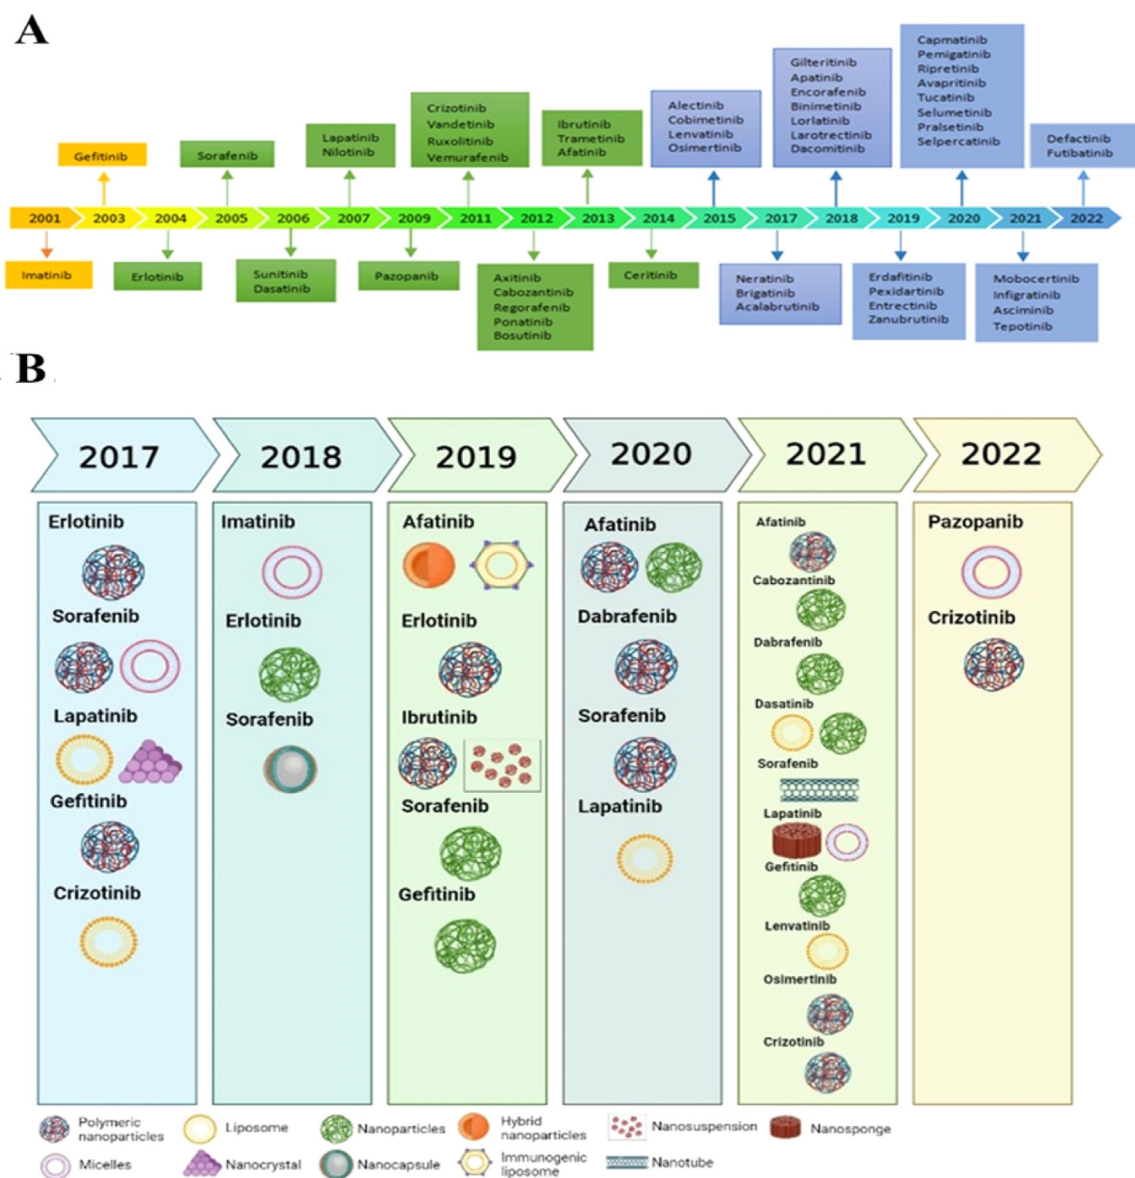 A
Capmatinib
Pemigatinib
Ripretinib
Avapritinib
Tucatinib
Selumetinib
Pralsetinib
Selpercatinib
Gilteritinib
Apatinib
Encorafenib
Binimetinib
Lorlatinib
Larotrectinib
Dacomitinib
Alectinib
Cobimetinib
Lenvatinib
Osimertinib
Crizotinib
Vandetinib
Ruxolitinib
Vemurafenib
Ibrutinib
Trametinib
Afatinib
Lapatinib
Nilotinib
Gefitinib
Sorafenib
Defactinib
Futibatinib
2001 2003 2004 2005 2006 2007 2009 2011 2012 2013 2014 2015 2017 2018 2019 2020 2021 2022
Imatinib
Erlotinib
Sunitinib
Dasatinib
Pazopanib
Axitinib
Cabozantinib
Regorafenib
Ponatinib
Bosutinib
Ceritinib
Neratinib
Brigatinib
Acalabrutinib
Erdafitinib
Pexidartinib
Entrectinib
Zanubrutinib
Mobocertinib
Infigratinib
Asciminib
Tepotinib
B
2017
Erlotinib
Sorafenib
Lapatinib
Gefitinib
Crizotinib
2018
Imatinib
Erlotinib
Sorafenib
2019
Afatinib
Erlotinib
Ibrutinib
Sorafenib
Gefitinib
2020
Afatinib
Dabrafenib
Sorafenib
Lapatinib
2021
Afatinib
Cabozantinib
Dabrafenib
Dasatinib
Sorafenib
Lapatinib
Gefitinib
Lenvatinib
Osimertinib
Crizotinib
2022
Pazopanib
Crizotinib
Polymeric
nanoparticles
Liposome
Nanoparticles
Hybrid
nanoparticles
Nanosuspension
Nanosponge
Micelles
Nanocrystal
Nanocapsule
Immunogenic
liposome
Nanotube